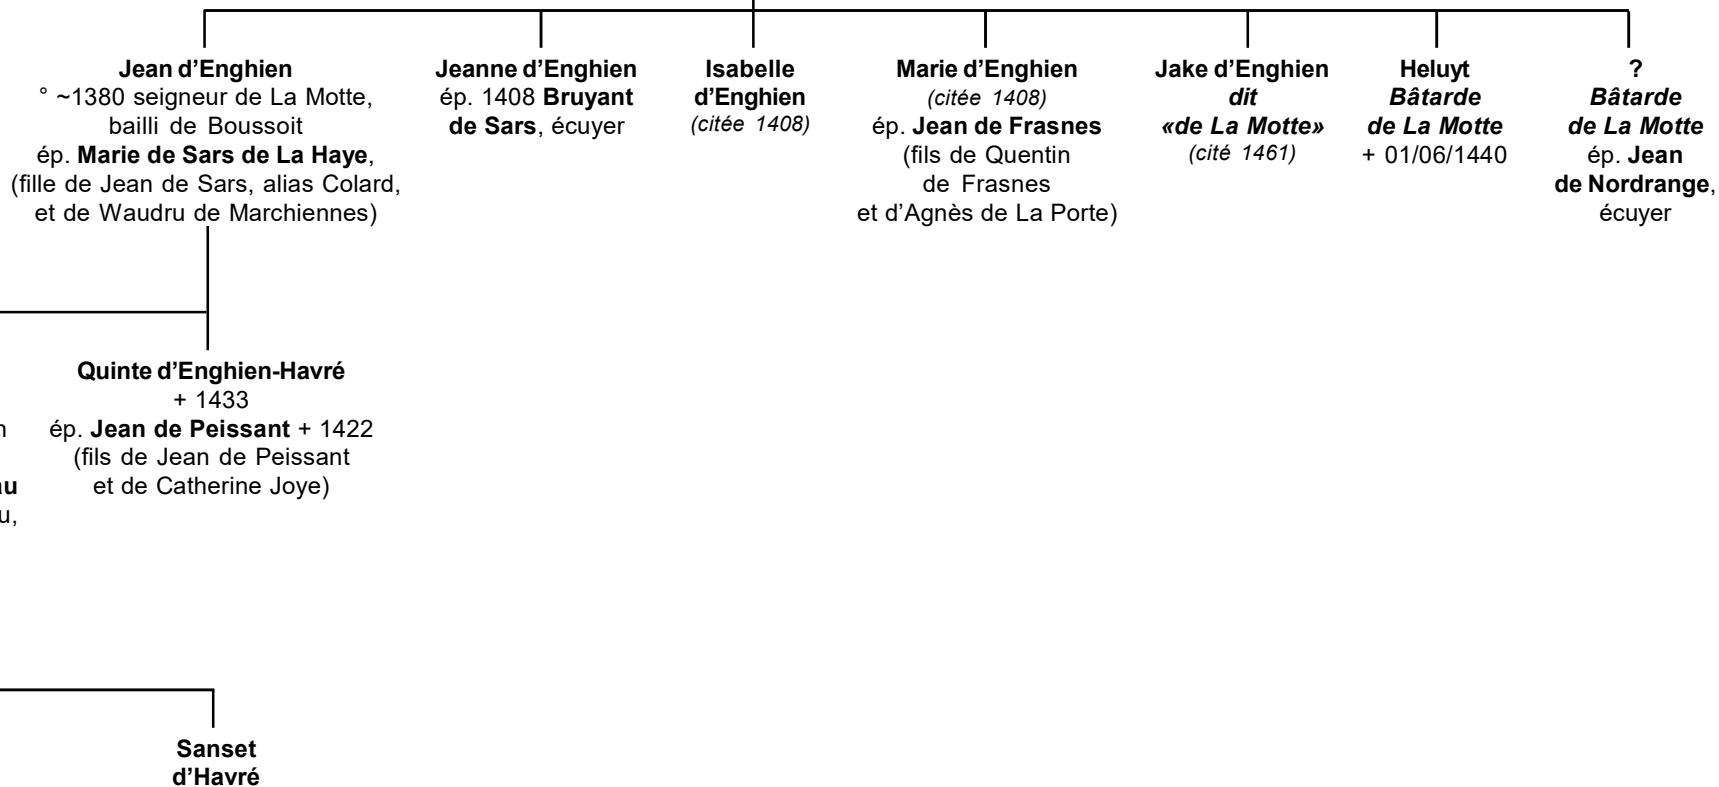 Jean d’Enghien
° ~1380 seigneur de La Motte,
bailli de Boussoit
ép. Marie de Sars de La Haye,
(fille de Jean de Sars, alias Colard,
et de Waudru de Marchiennes)
Jeanne d’Enghien
ép. 1408 Bruyant
de Sars, écuyer
Isabelle
d’Enghien
(citée 1408)
Marie d’Enghien
(citée 1408)
ép. Jean de Frasnes
(fils de Quentin
de Frasnes
et d’Agnès de La Porte)
Jake d’Enghien
dit
«de La Motte»
(cité 1461)
Heluyt
Bâtarde
de La Motte
+ 01/06/1440
?
Bâtarde
de La Motte
ép. Jean
de Nordrange,
écuyer
Quinte d’Enghien-Havré
+ 1433
ép. Jean de Peissant + 1422
(fils de Jean de Peissant
et de Catherine Joye)
Sanset
d’Havré